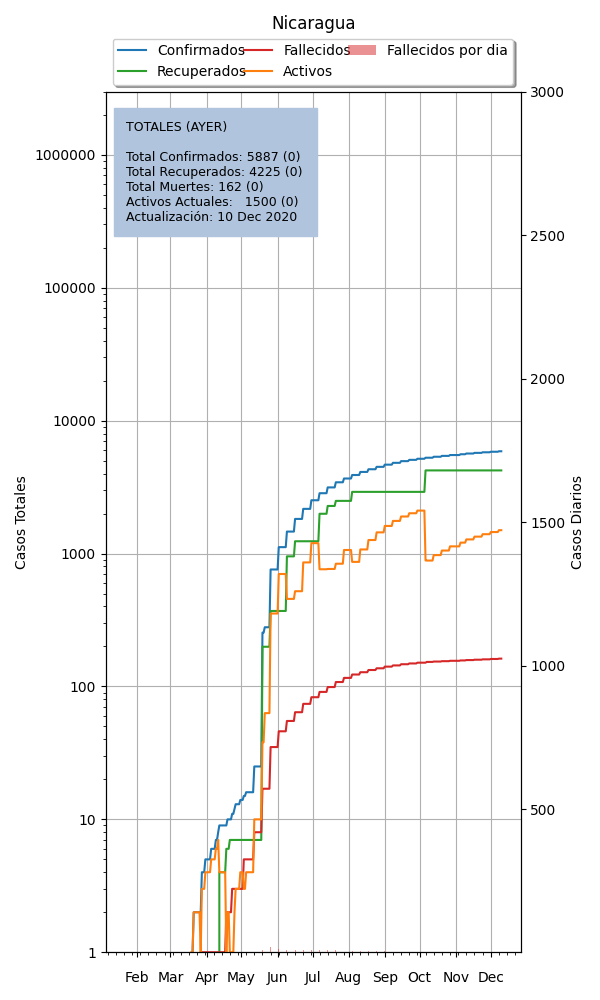 Nicaragua
Confirmados
Fallecidos
Fallecidos por dia
Recuperados
Activos
TOTALES (AYER)
Total Confirmados: 5887 (0)
Total Recuperados: 4225 (0)
Total Muertes: 162 (0)
Activos Actuales:   1500 (0)
Actualización: 10 Dec 2020
Casos Totales
1000000
100000
10000
1000
100
10
1
3000
2500
2000
1500
1000
500
Casos Diarios
Feb Mar Apr May Jun Jul Aug Sep Oct Nov Dec